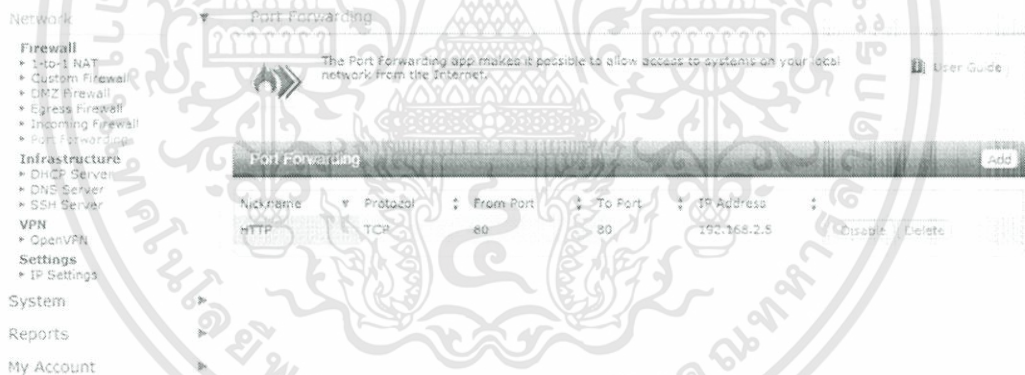 Network
Firewall
1-to-1 NAT
Custom Firewall
DMZ Firewall
Egress Firewall
Incoming Firewall
Port Forwarding
Infrastructure
DHCP Server
DNS Server
SSH Server
VPN
OpenVPN
Settings
IP Settings
System
Reports
My Account
Port Forwarding
The Port Forwarding app makes it possible to allow access to systems on your local
network from the Internet.
User Guide
Port Forwarding
Add
Nickname Protocol From Port To Port IP Address
HTTP TCP 80 80 192.168.2.5 Disable Delete